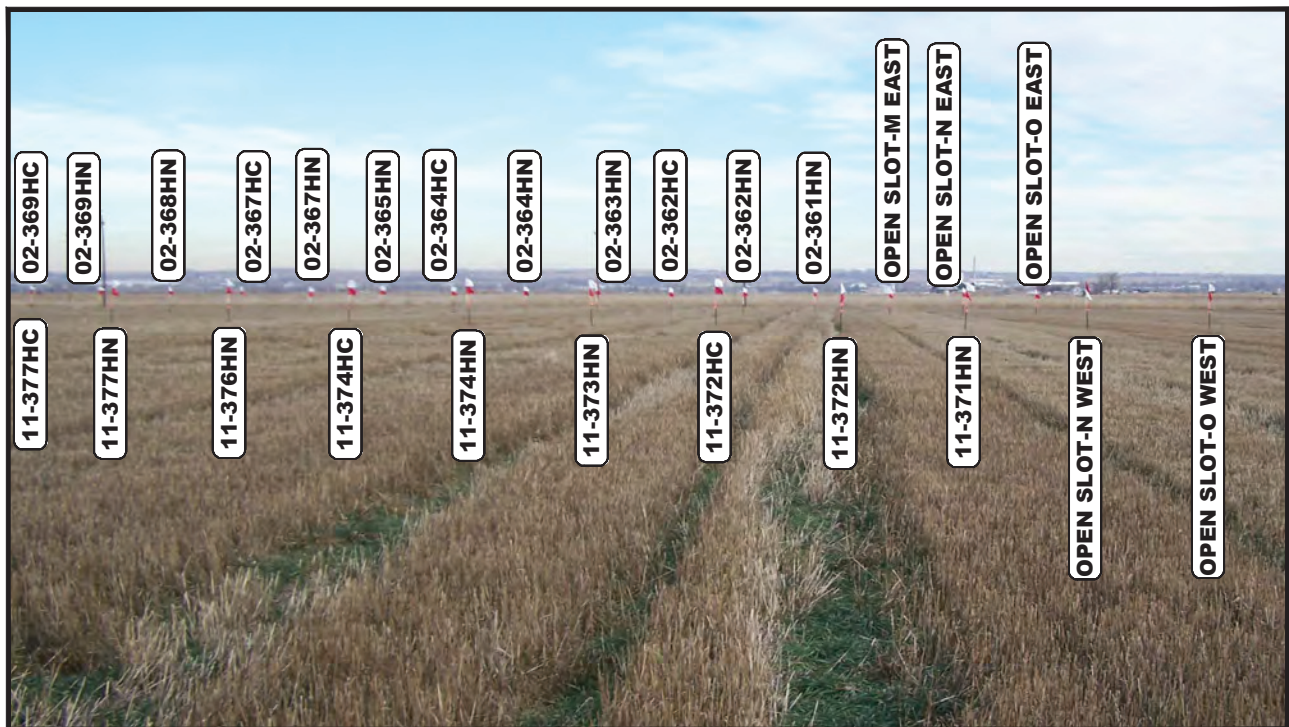 02-369HC
02-369HN
02-368HN
02-367HC
02-367HN
02-365HN
02-364HC
02-364HN
02-363HN
02-362HC
02-362HN
02-361HN
OPEN SLOT-M EAST
OPEN SLOT-N EAST
OPEN SLOT-O EAST
11-377HC
11-377HN
11-376HN
11-374HC
11-374HN
11-373HN
11-372HC
11-372HN
11-371HN
OPEN SLOT-N WEST
OPEN SLOT-O WEST